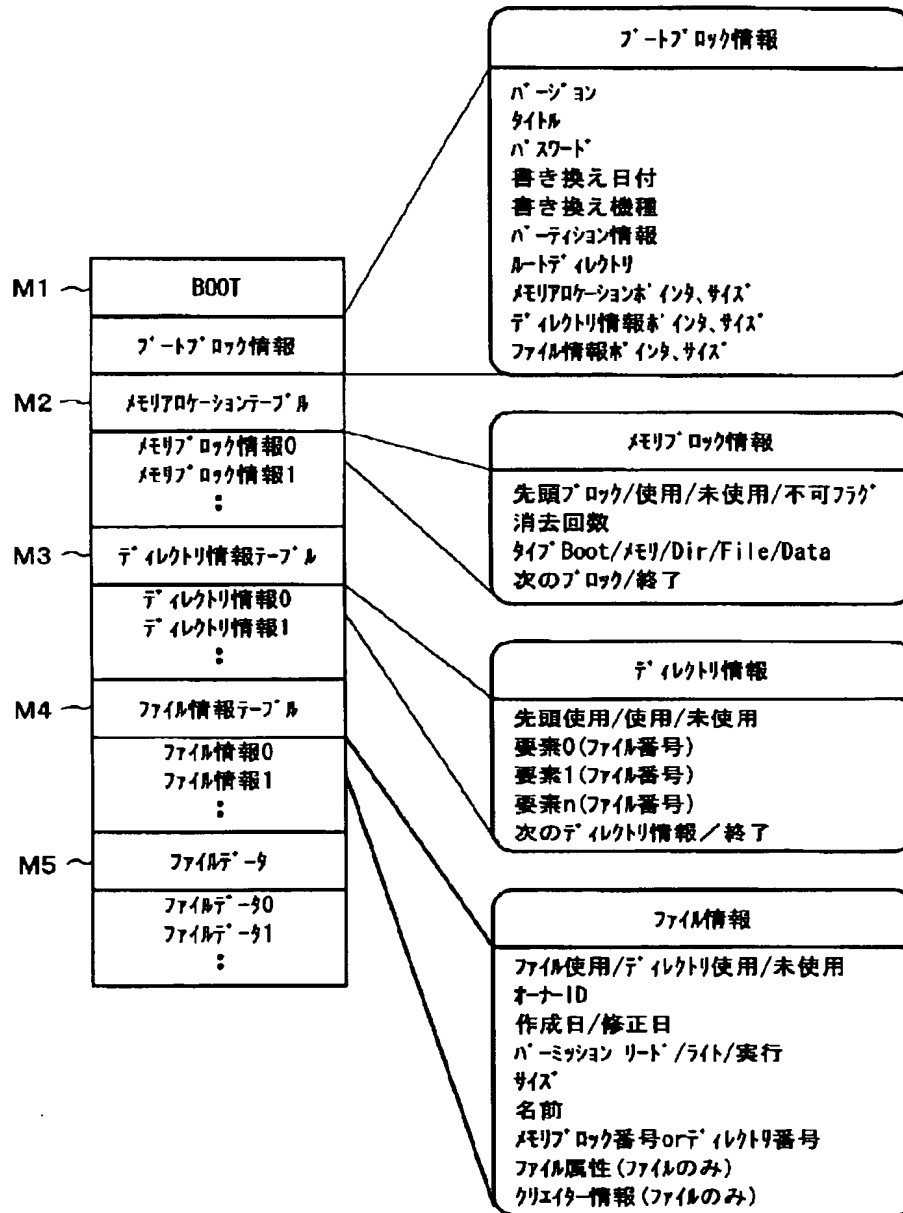 M1
BOOT
ブートブロック情報
M2
メモリアロケーションテーブル
メモリブロック情報0
メモリブロック情報1
:
M3
ディレクトリ情報テーブル
ディレクトリ情報0
ディレクトリ情報1
:
M4
ファイル情報テーブル
ファイル情報0
ファイル情報1
:
M5
ファイルデータ
ファイルデータ0
ファイルデータ1
:
ブートブロック情報
バージョン
タイトル
パスワード
書き換え日付
書き換え機種
パーティション情報
ルートディレクトリ
メモリアロケーションポインタ、サイズ
ディレクトリ情報ポインタ、サイズ
ファイル情報ポインタ、サイズ
メモリブロック情報
先頭ブロック/使用/未使用/不可フラグ
消去回数
タイプBoot/メモリ/Dir/File/Data
次のブロック/終了
ディレクトリ情報
先頭使用/使用/未使用
要素0(ファイル番号)
要素1(ファイル番号)
要素n(ファイル番号)
次のディレクトリ情報／終了
ファイル情報
ファイル使用/ディレクトリ使用/未使用
オーナーID
作成日/修正日
パーミッション リード/ライト/実行
サイズ
名前
メモリブロック番号orディレクトリ番号
ファイル属性(ファイルのみ)
クリエイター情報(ファイルのみ)